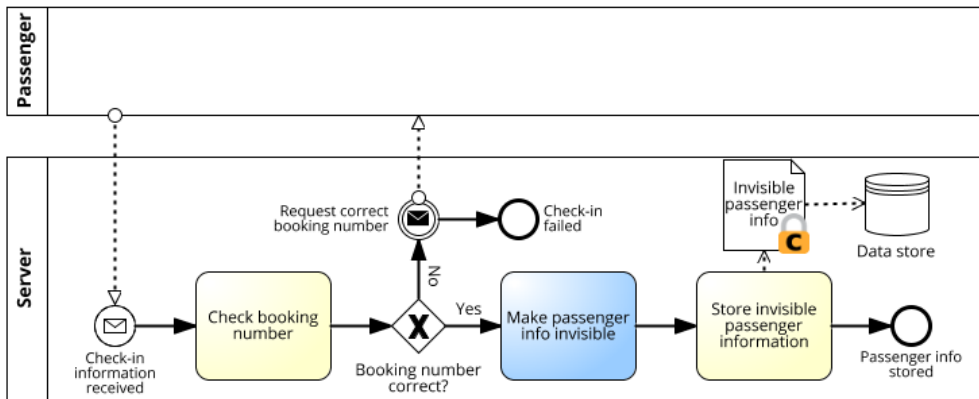 Passenger
Server
Check-in
information
received
Check booking
number
Booking number
correct?
No
Request correct
booking number
Check-in
failed
Yes
Make passenger
info invisible
Store invisible
passenger
information
Invisible
passenger
info
C
Data store
Passenger info
stored